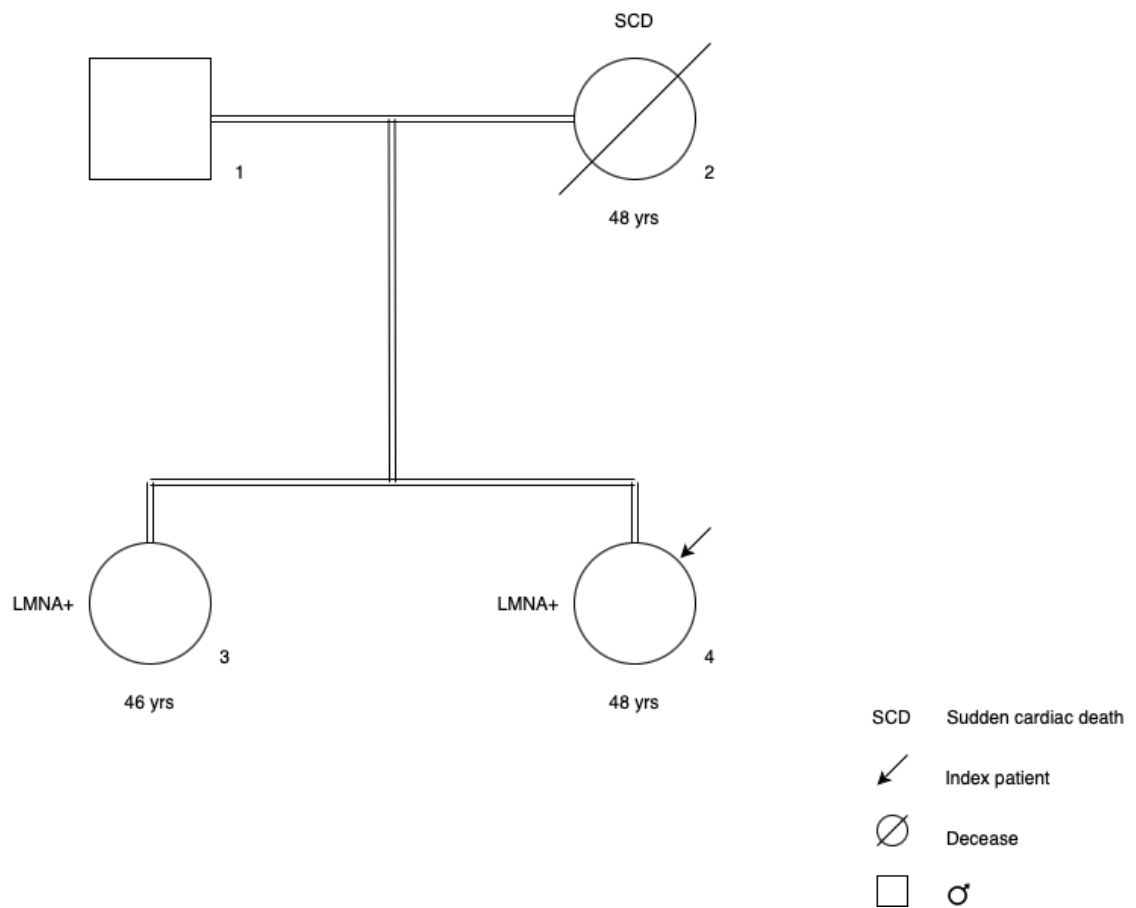 SCD
1
2
48 yrs
LMNA+
3
LMNA+
4
46 yrs
48 yrs
SCD Sudden cardiac death
Index patient
Decease
♂